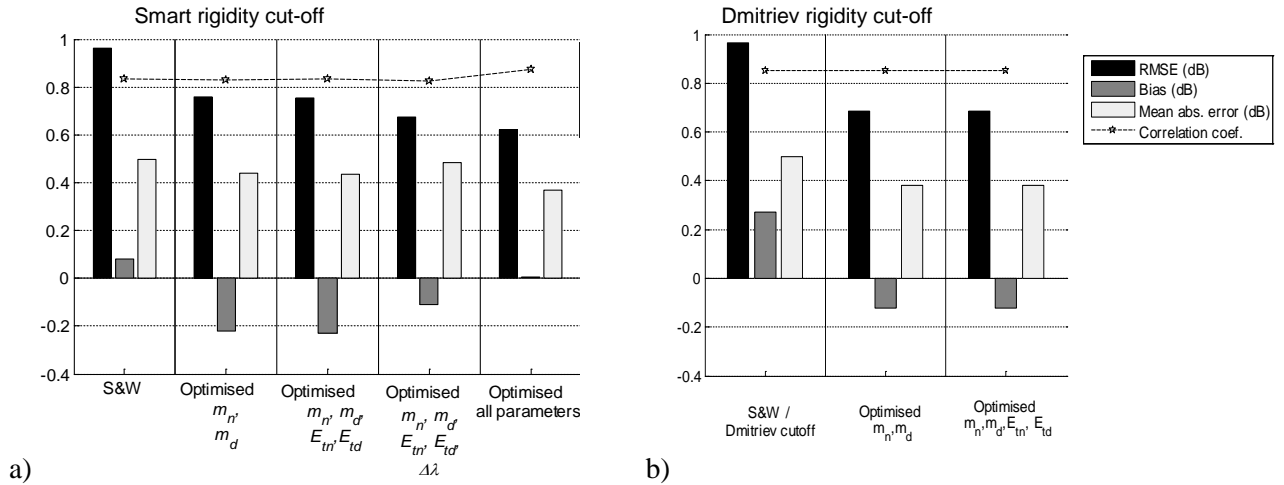 Smart rigidity cut-off
1
0.8
0.6
0.4
0.2
0
-0.2
-0.4
S&W
Optimised
m_n,
m_d
Optimised
m_n, m_d,
E_tn, E_td
Optimised
m_n, m_d,
E_tn, E_td,
Δλ
Optimised
all parameters
a)
Dmitriev rigidity cut-off
1
0.8
0.6
0.4
0.2
0
-0.2
-0.4
S&W /
Dmitriev cutoff
Optimised
m_n,m_d
Optimised
m_n,m_d,E_tn, E_td
b)
RMSE (dB)
Bias (dB)
Mean abs. error (dB)
Correlation coef.